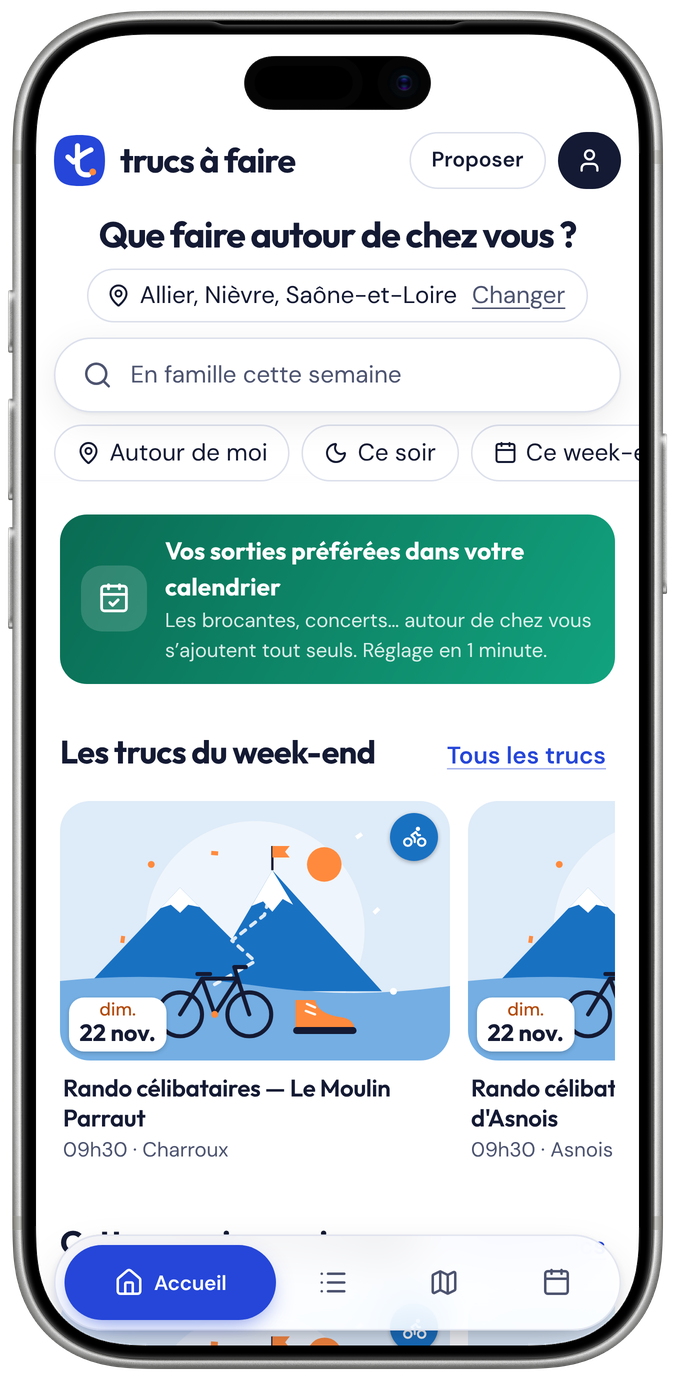 trucs à faire
Proposer
Que faire autour de chez vous ?
Allier, Nièvre, Saône-et-Loire Changer
En famille cette semaine
Autour de moi
Ce soir
Ce week-e
Vos sorties préférées dans votre
calendrier
Les brocantes, concerts… autour de chez vous
s’ajoutent tout seuls. Réglage en 1 minute.
Les trucs du week-end
Tous les trucs
dim.
22 nov.
Rando célibataires — Le Moulin
Parraut
09h30 · Charroux
dim.
22 nov.
Rando célibat
d'Asnois
09h30 · Asnois
Accueil